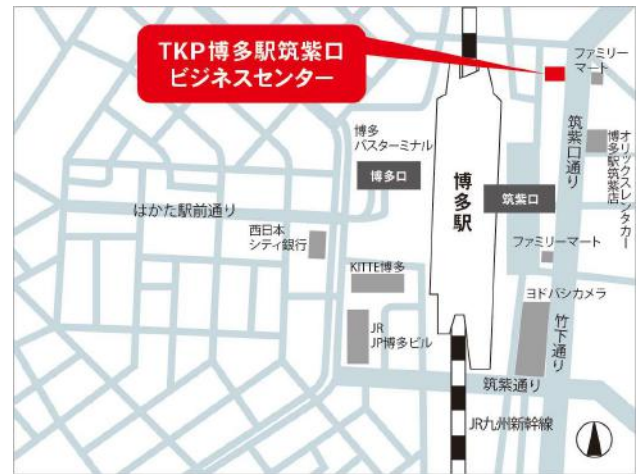 TKP博多駅筑紫口
ビジネスセンター
ファミリー
マート
筑紫口通り
オリックスレンタカー
博多駅筑紫店
博多
バスターミナル
博多口
博多駅
筑紫口
はかた駅前通り
西日本
シティ銀行
ファミリーマート
KITTE博多
ヨドバシカメラ
JR
JP博多ビル
竹下通り
筑紫通り
JR九州新幹線